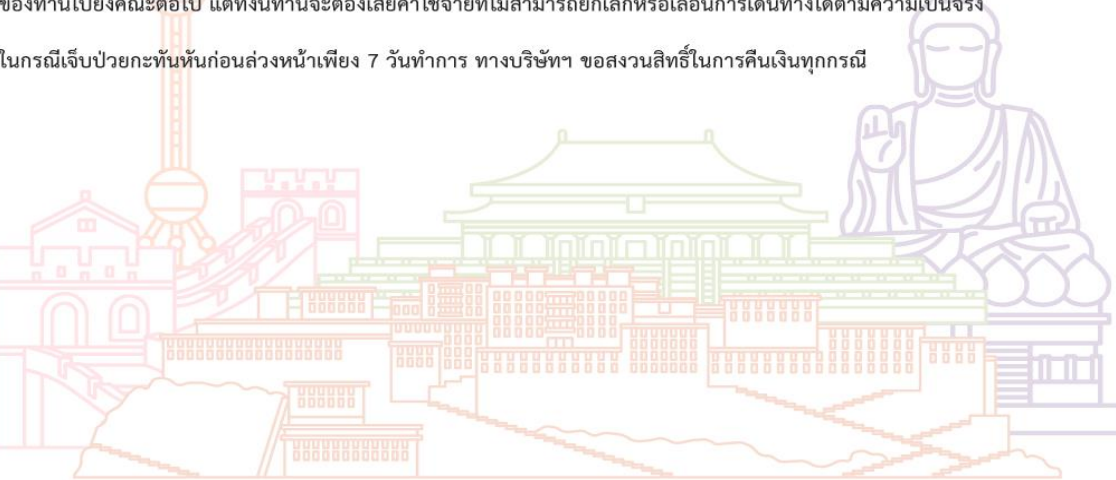 ของท่านไปยังคณะต่อไป แต่ทั้งนี้ท่านจะต้องเสียค่าใช้จ่ายที่ไม่สามารถยกเลิกหรือเลื่อนการเดินทางได้ตามความเป็นจริง
ในกรณีเจ็บป่วยกะทันหันก่อนล่วงหน้าเพียง 7 วันทำการ ทางบริษัทฯ ขอสงวนสิทธิ์ในการคืนเงินทุกกรณี